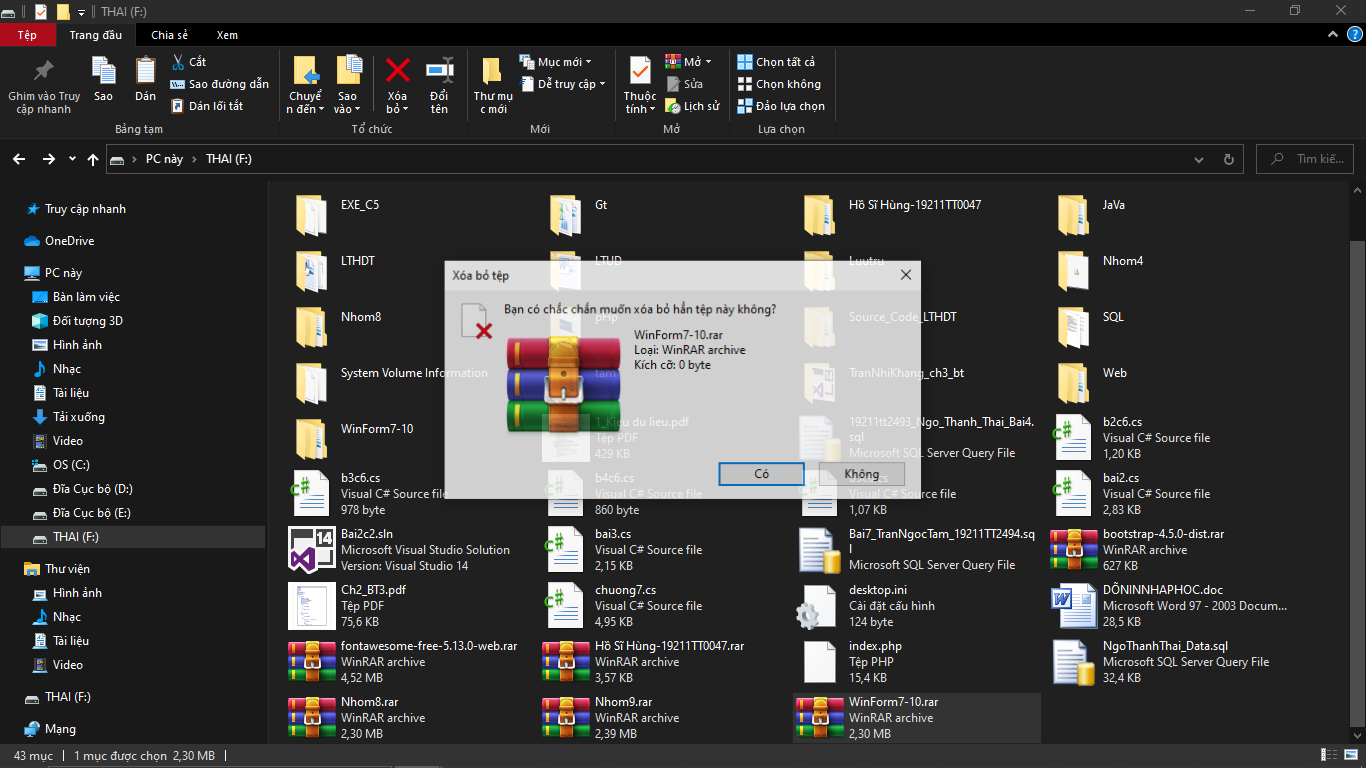 THAI (F:)
Tệp
Trang đầu
Chia sẻ
Xem
Ghim vào Truy
cập nhanh
Sao
Dán
Cắt
Sao đường dẫn
Dán lối tắt
Bảng tạm
Chuyể
n đến
Sao
vào
Xóa
bỏ
Đổi
tên
Tổ chức
Thư mụ
c mới
Mục mới
Dễ truy cập
Mới
Thuộc
tính
Mở
Sửa
Lịch sử
Mở
Chọn tất cả
Chọn không
Đảo lựa chọn
Lựa chọn
PC này
THAI (F:)
Tìm kiế...
Truy cập nhanh
OneDrive
PC này
Bàn làm việc
Đối tượng 3D
Hình ảnh
Nhạc
Tài liệu
Tải xuống
Video
OS (C:)
Đĩa Cục bộ (D:)
Đĩa Cục bộ (E:)
THAI (F:)
Thư viện
Hình ảnh
Nhạc
Tài liệu
Video
THAI (F:)
Mạng
EXE_C5
Gt
Hồ Sĩ Hùng-19211TT0047
JaVa
LTHDT
LTUD
Luutru
Nhom4
Nhom8
pHp
Source_Code_LTHDT
SQL
System Volume Information
tam
TranNhiKhang_ch3_bt
Web
WinForm7-10
1_Kieu du lieu.pdf
Tệp PDF
429 KB
19211tt2493_Ngo_Thanh_Thai_Bai4.
sql
Microsoft SQL Server Query File
b2c6.cs
Visual C# Source file
1,20 KB
b3c6.cs
Visual C# Source file
978 byte
b4c6.cs
Visual C# Source file
860 byte
Visual C# Source file
1,07 KB
bai2.cs
Visual C# Source file
2,83 KB
14
Bai2c2.sln
Microsoft Visual Studio Solution
Version: Visual Studio 14
bai3.cs
Visual C# Source file
2,15 KB
Bai7_TranNgocTam_19211TT2494.sq
l
Microsoft SQL Server Query File
bootstrap-4.5.0-dist.rar
WinRAR archive
627 KB
Ch2_BT3.pdf
Tệp PDF
75,6 KB
chuong7.cs
Visual C# Source file
4,95 KB
desktop.ini
Cài đặt cấu hình
124 byte
DÕNINNHAPHOC.doc
Microsoft Word 97 - 2003 Docum...
28,5 KB
fontawesome-free-5.13.0-web.rar
WinRAR archive
4,52 MB
Hồ Sĩ Hùng-19211TT0047.rar
WinRAR archive
3,57 KB
index.php
Tệp PHP
15,4 KB
NgoThanhThai_Data.sql
Microsoft SQL Server Query File
32,4 KB
Nhom8.rar
WinRAR archive
2,30 MB
Nhom9.rar
WinRAR archive
2,39 MB
WinForm7-10.rar
WinRAR archive
2,30 MB
Xóa bỏ tệp
Bạn có chắc chắn muốn xóa bỏ hẳn tệp này không?
WinForm7-10.rar
Loại: WinRAR archive
Kích cỡ: 0 byte
Có
Không
43 mục
1 mục được chọn 2,30 MB